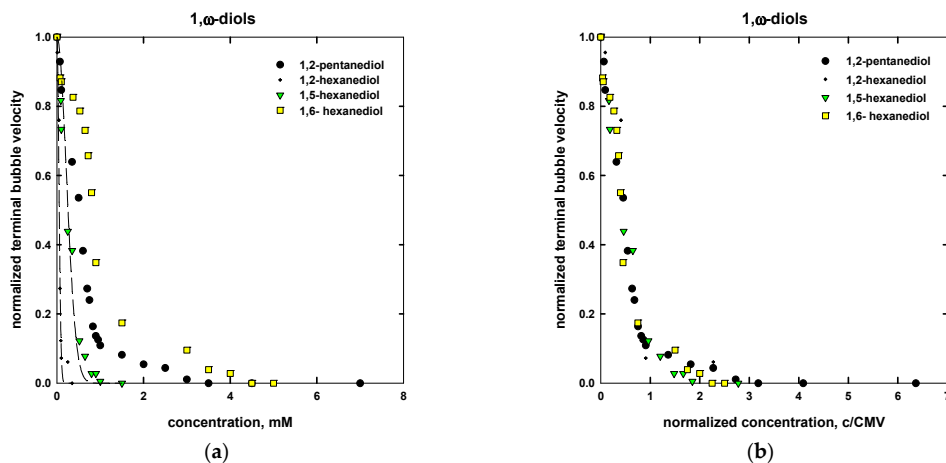 1,ω-diols
1.0
0.8
0.6
0.4
0.2
0.0
normalized terminal bubble velocity
1,2-pentanediol
1,2-hexanediol
1,5-hexanediol
1,6- hexanediol
0
2
4
6
8
concentration, mM
(a)
1,ω-diols
1.0
0.8
0.6
0.4
0.2
0.0
normalized terminal bubble velocity
1,2-pentanediol
1,2-hexanediol
1,5-hexanediol
1,6- hexanediol
0
1
2
3
4
5
6
7
normalized concentration, c/CMV
(b)